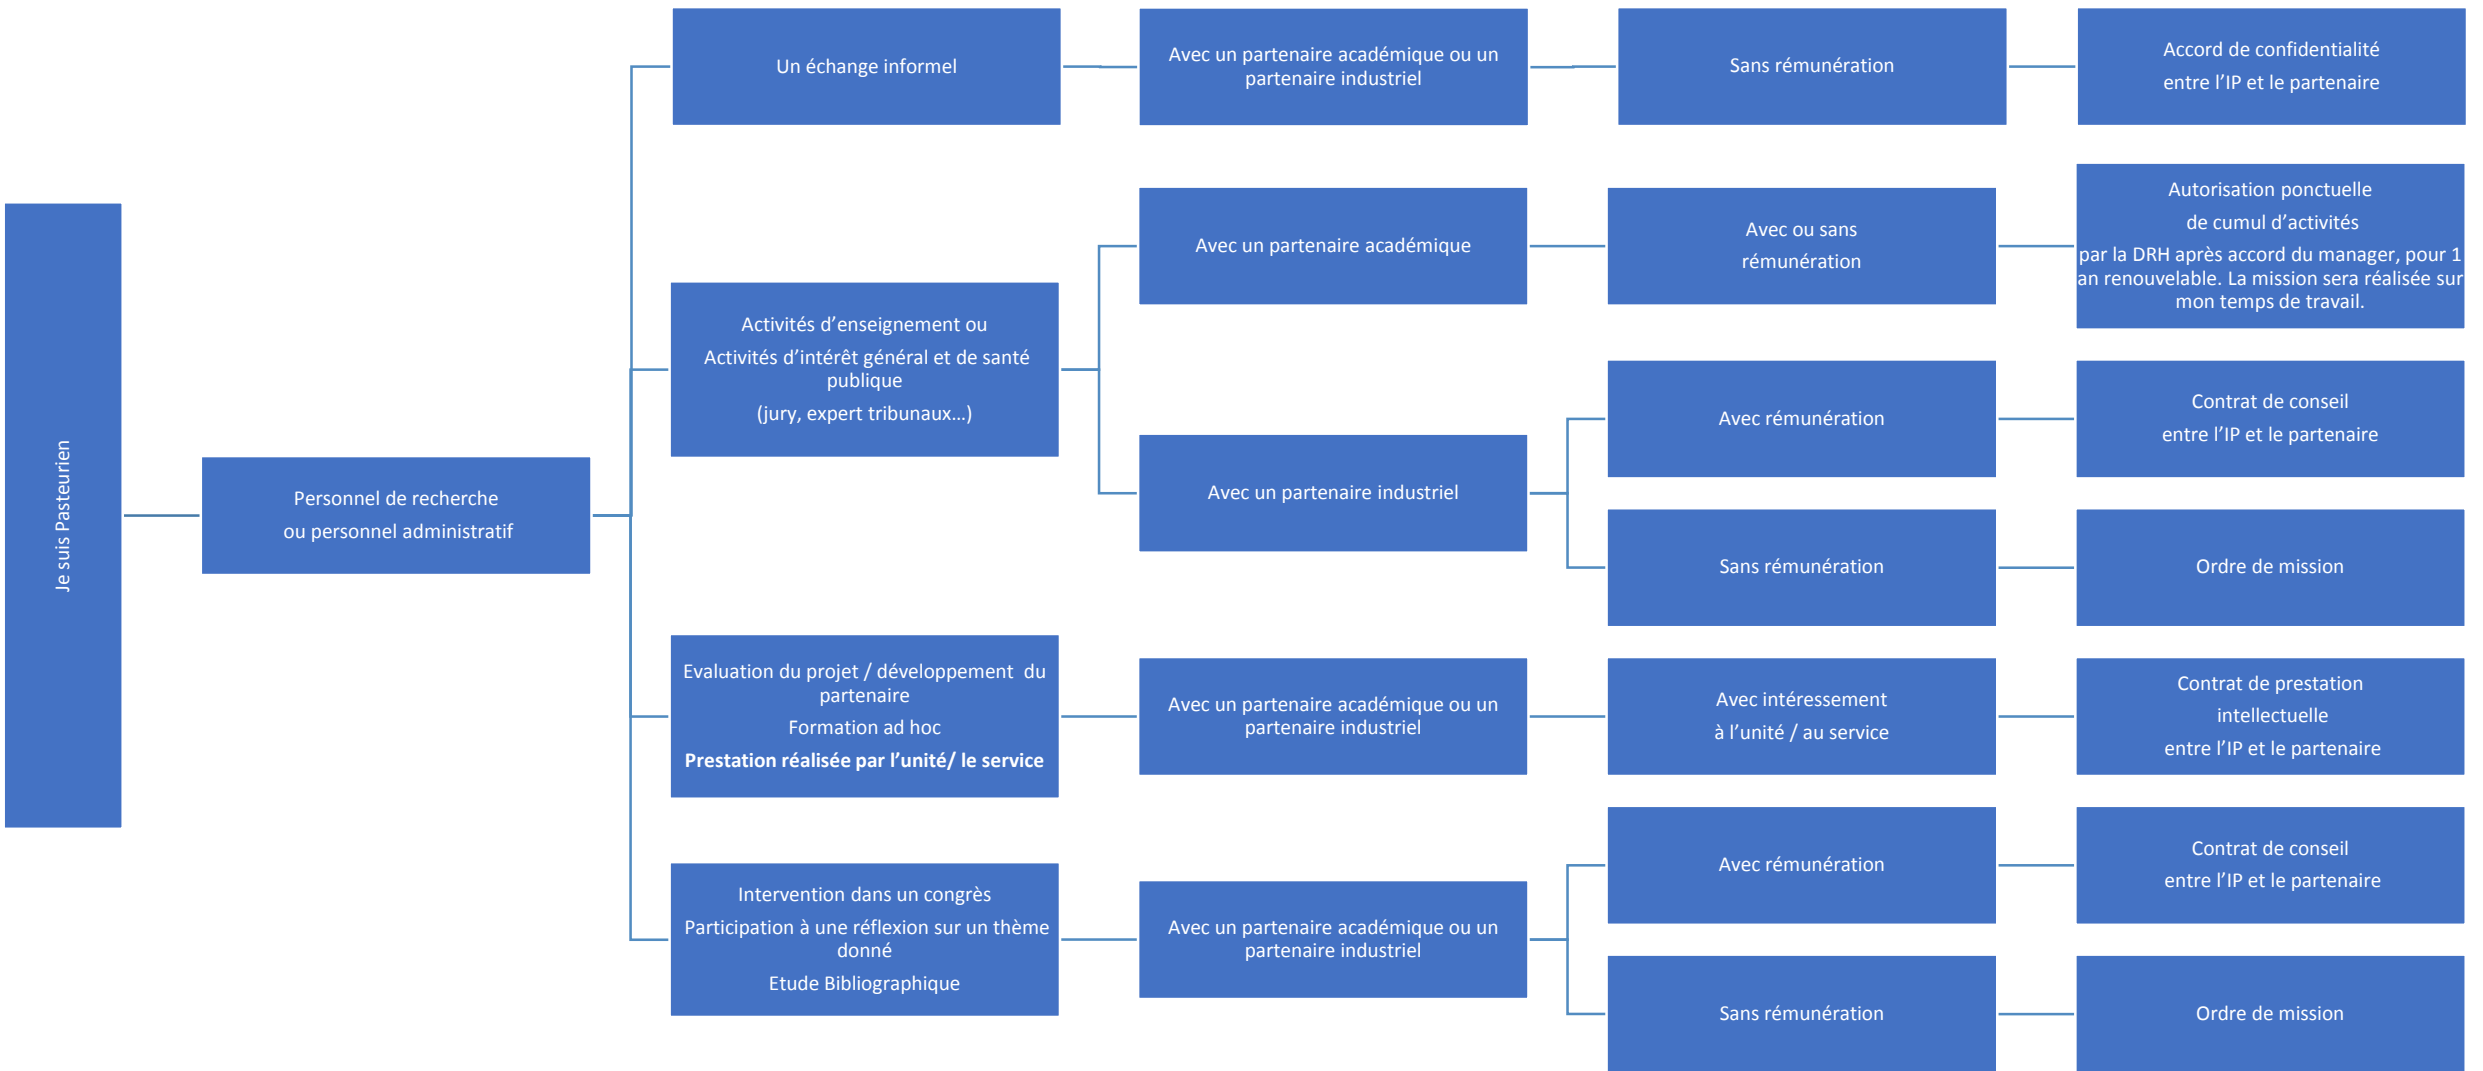 Je suis Pasteurien
Personnel de recherche
ou personnel administratif
Un échange informel
Avec un partenaire académique ou un
partenaire industriel
Sans rémunération
Accord de confidentialité
entre l’IP et le partenaire
Activités d’enseignement ou
Activités d’intérêt général et de santé
publique
(jury, expert tribunaux…)
Avec un partenaire académique
Avec ou sans
rémunération
Autorisation ponctuelle
de cumul d’activités
par la DRH après accord du manager, pour 1
an renouvelable. La mission sera réalisée sur
mon temps de travail.
Avec un partenaire industriel
Avec rémunération
Contrat de conseil
entre l’IP et le partenaire
Sans rémunération
Ordre de mission
Evaluation du projet / développement  du
partenaire
Formation ad hoc
Prestation réalisée par l’unité/ le service
Avec un partenaire académique ou un
partenaire industriel
Avec intéressement
à l’unité / au service
Contrat de prestation
intellectuelle
entre l’IP et le partenaire
Intervention dans un congrès
Participation à une réflexion sur un thème
donné
Etude Bibliographique
Avec un partenaire académique ou un
partenaire industriel
Avec rémunération
Contrat de conseil
entre l’IP et le partenaire
Sans rémunération
Ordre de mission